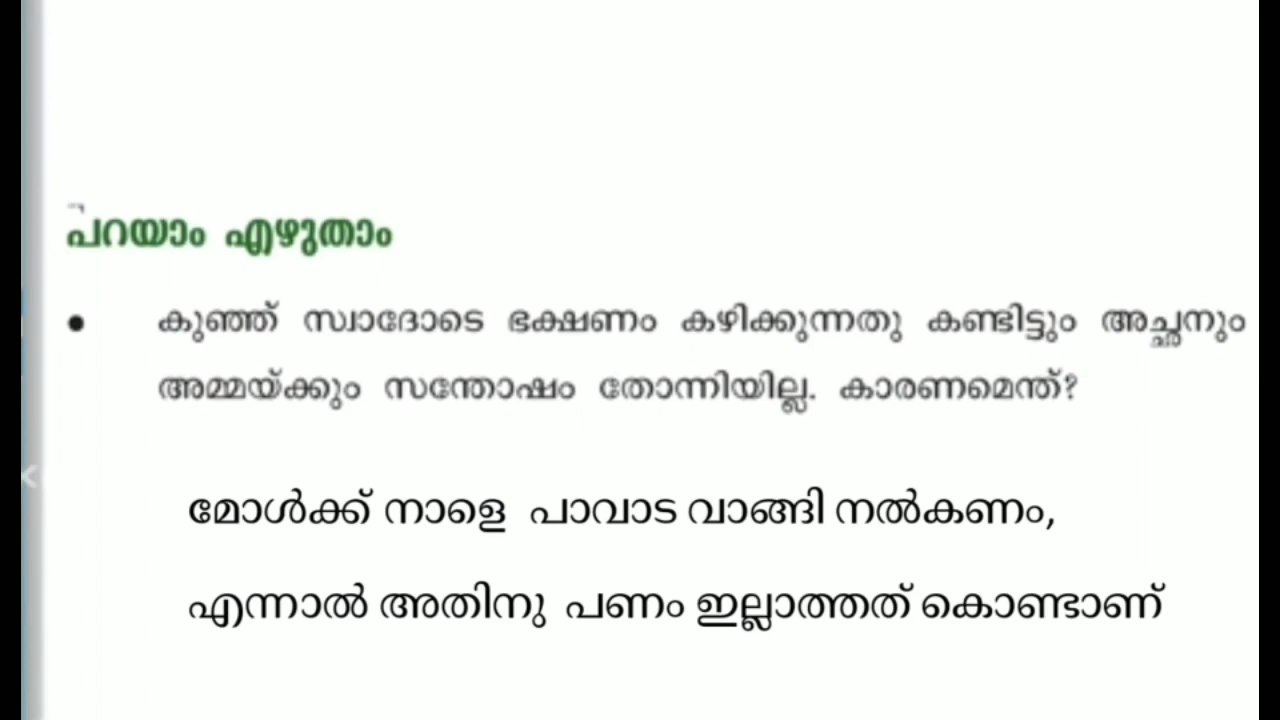 പറയാം എഴുതാം
• കുഞ്ഞ് സ്വാദോടെ ഭക്ഷണം കഴിക്കുന്നതു കണ്ടിട്ടും അച്ഛനും
അമ്മയ്ക്കും സന്തോഷം തോന്നിയില്ല. കാരണമെന്ത്?
മോൾക്ക് നാളെ പാവാട വാങ്ങി നൽകണം,
എന്നാൽ അതിനു പണം ഇല്ലാത്തത് കൊണ്ടാണ്